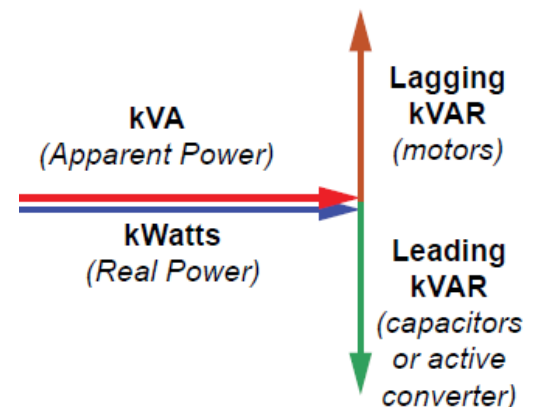 kVA
(Apparent Power)
kWatts
(Real Power)
Lagging
kVAR
(motors)
Leading
kVAR
(capacitors
or active
converter)